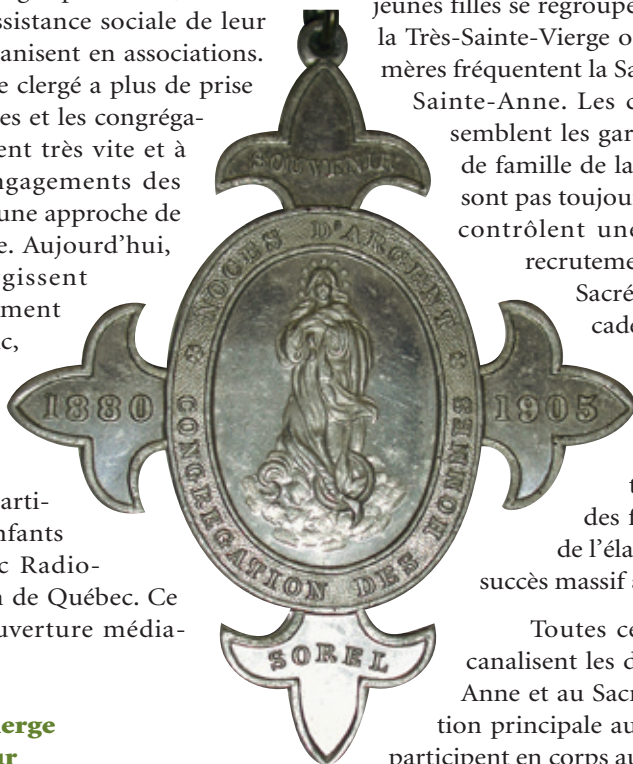 ssistance sociale de leur
anisent en associations.
e clergé a plus de prise
es et les congréga-
ent très vite et à
ngagements des
une approche de
e. Aujourd'hui,
gissent
ment
c,
arti-
nfants
c Radio-
n de Québec. Ce
uverture média-
ierge
ur
SOUVENIR
NOCES D'ARGENT
1880
1905
CONGREGATION DES HOMMES
SOREL
jeunes filles se regroupe
la Très-Sainte-Vierge o
mères fréquentent la Sa
Sainte-Anne. Les c
semblent les gar
de famille de la
sont pas toujour
contrôlent une
recruteme
Sacré
cade
t
des f
de l'éla
succès massif a
Toutes ce
canalisent les d
Anne et au Sacr
tion principale au
participent en corps au